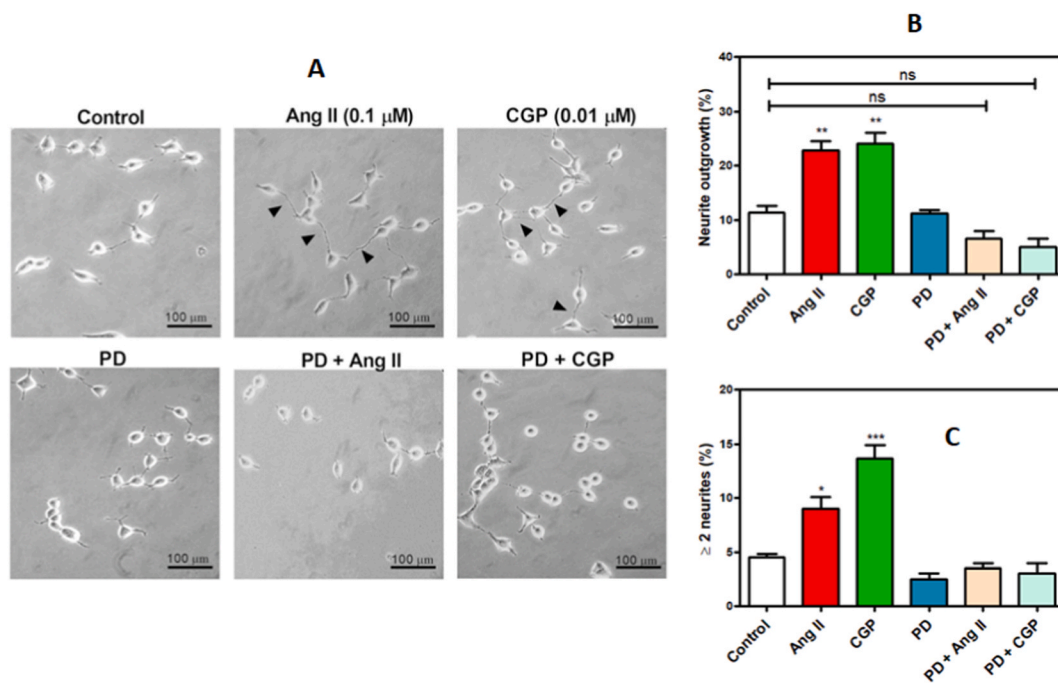 A
Control
Ang II (0.1 μM)
CGP (0.01 μM)
100 μm
100 μm
100 μm
PD
PD + Ang II
PD + CGP
100 μm
100 μm
100 μm
B
Neurite outgrowth (%)
40
30
20
10
0
ns
ns
**
**
Control
Ang II
CGP
PD
PD + Ang II
PD + CGP
C
≥ 2 neurites (%)
20
15
10
5
0
*
***
Control
Ang II
CGP
PD
PD + Ang II
PD + CGP